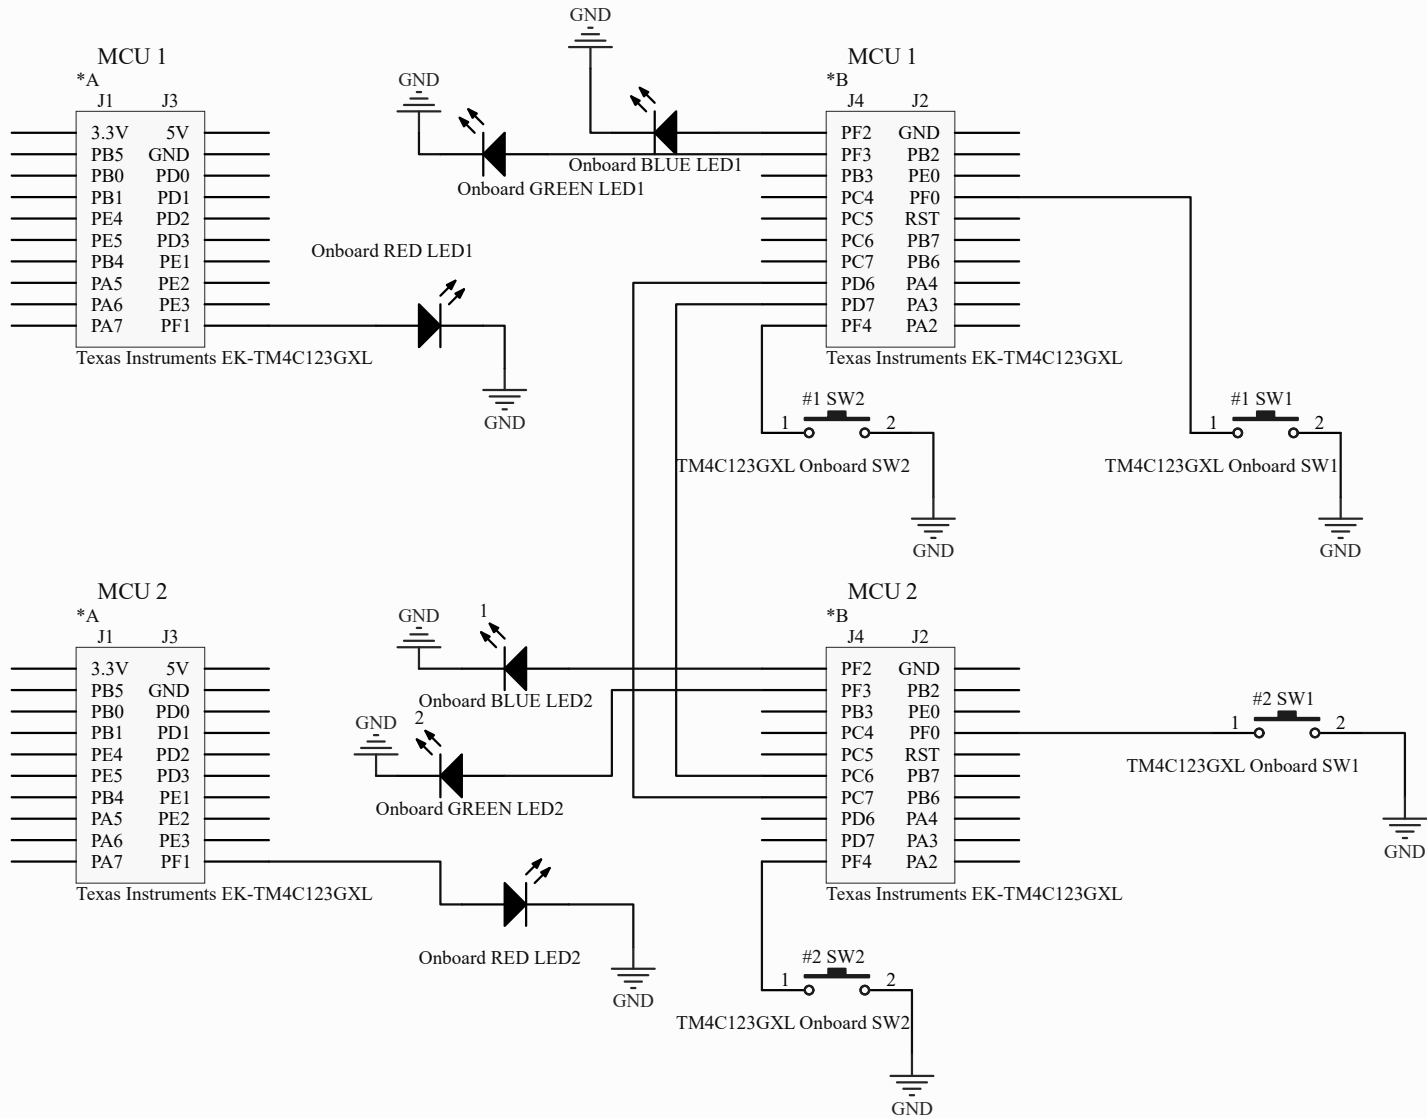 GND
MCU 1
*A
J1 J3
3.3V 5V
PB5 GND
PB0 PD0
PB1 PD1
PE4 PD2
PE5 PD3
PB4 PE1
PA5 PE2
PA6 PE3
PA7 PF1
Texas Instruments EK-TM4C123GXL
GND
Onboard BLUE LED1
Onboard GREEN LED1
Onboard RED LED1
GND
MCU 1
*B
J4 J2
PF2 GND
PF3 PB2
PB3 PE0
PC4 PF0
PC5 RST
PC6 PB7
PC7 PB6
PD6 PA4
PD7 PA3
PF4 PA2
Texas Instruments EK-TM4C123GXL
#1 SW2
1 2
TM4C123GXL Onboard SW2
GND
#1 SW1
1 2
TM4C123GXL Onboard SW1
GND
MCU 2
*A
J1 J3
3.3V 5V
PB5 GND
PB0 PD0
PB1 PD1
PE4 PD2
PE5 PD3
PB4 PE1
PA5 PE2
PA6 PE3
PA7 PF1
Texas Instruments EK-TM4C123GXL
GND
1
Onboard BLUE LED2
GND
2
Onboard GREEN LED2
Onboard RED LED2
GND
MCU 2
*B
J4 J2
PF2 GND
PF3 PB2
PB3 PE0
PC4 PF0
PC5 RST
PC6 PB7
PC7 PB6
PD6 PA4
PD7 PA3
PF4 PA2
Texas Instruments EK-TM4C123GXL
#2 SW1
1 2
TM4C123GXL Onboard SW1
GND
#2 SW2
1 2
TM4C123GXL Onboard SW2
GND